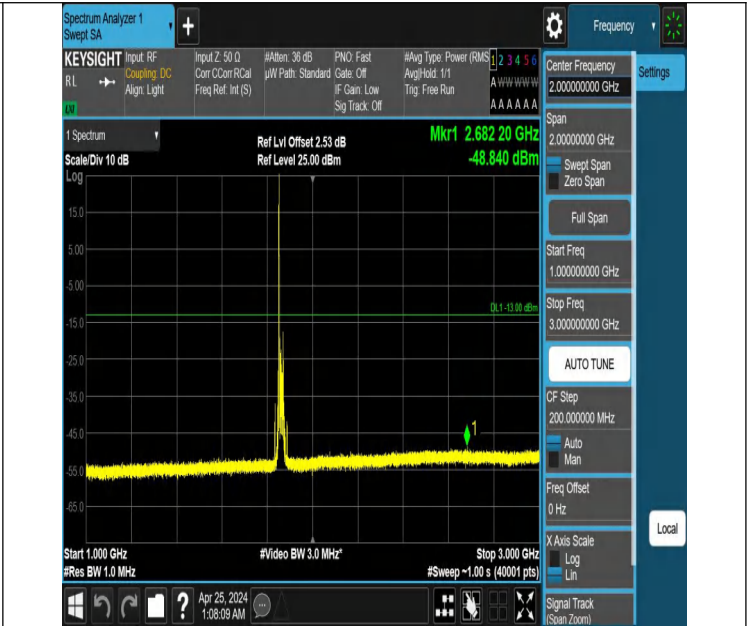 Spectrum Analyzer 1
Swept SA
+
Frequency
KEYSIGHT
RL
Input: RF
Coupling: DC
Align: Light
Input Z: 50 Ω
Corr CCorr RCal
Freq Ref: Int (S)
#Atten: 36 dB
µW Path: Standard
PNO: Fast
Gate: Off
IF Gain: Low
Sig Track: Off
#Avg Type: Power (RMS
Avg|Hold: 1/1
Trig: Free Run
1 2 3 4 5 6
A W W W W W
A A A A A A
1 Spectrum
Scale/Div 10 dB
Ref Lvl Offset 2.53 dB
Ref Level 25.00 dBm
Mkr1 2.682 20 GHz
-48.840 dBm
Log
15.0
5.00
-5.00
DL1 -13.00 dBm
-15.0
-25.0
-35.0
1
-45.0
-55.0
-65.0
Start 1.000 GHz
#Res BW 1.0 MHz
#Video BW 3.0 MHz*
Stop 3.000 GHz
#Sweep ~1.00 s (40001 pts)
?
Apr 25, 2024
1:08:09 AM
Center Frequency
2.000000000 GHz
Settings
Span
2.00000000 GHz
Swept Span
Zero Span
Full Span
Start Freq
1.000000000 GHz
Stop Freq
3.000000000 GHz
AUTO TUNE
CF Step
200.000000 MHz
Auto
Man
Freq Offset
0 Hz
X Axis Scale
Log
Lin
Local
Signal Track
(Span Zoom)